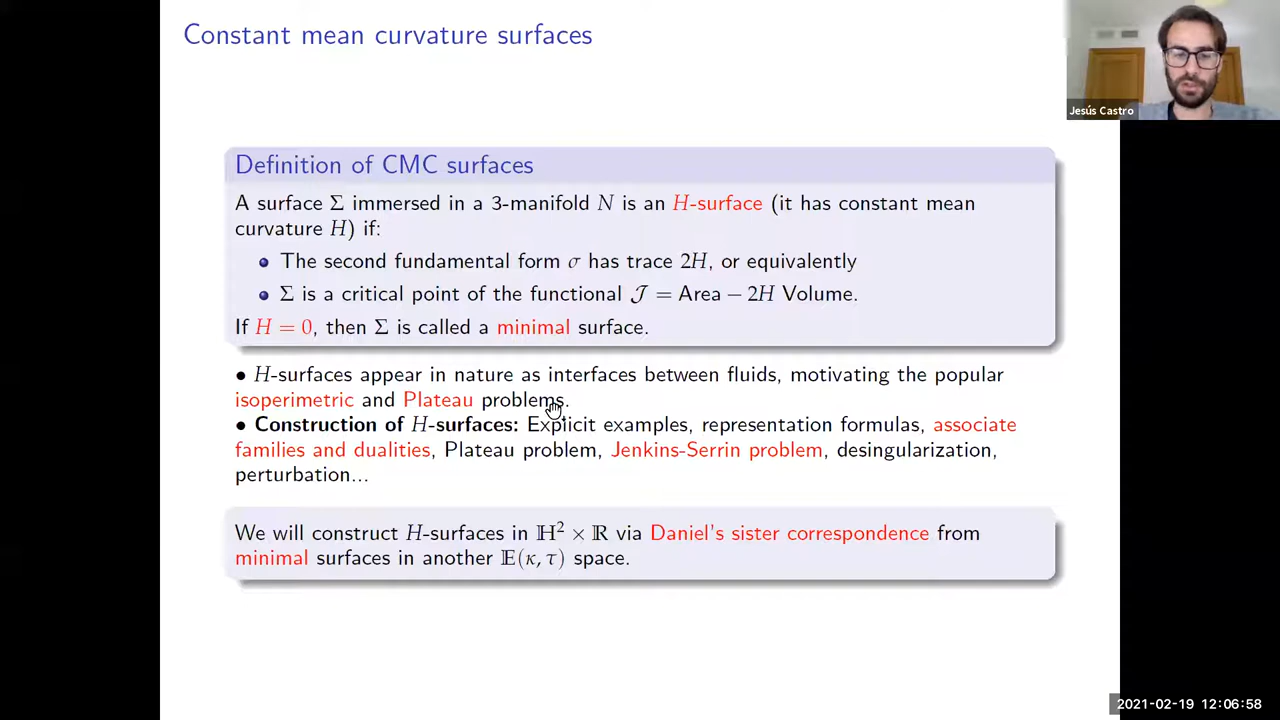 Constant mean curvature surfaces
Jesús Castro
Definition of CMC surfaces
A surface Σ immersed in a 3-manifold N is an H-surface (it has constant mean
curvature H) if:
The second fundamental form σ has trace 2H, or equivalently
Σ is a critical point of the functional 𝒥 = Area − 2H Volume.
If H = 0, then Σ is called a minimal surface.
• H-surfaces appear in nature as interfaces between fluids, motivating the popular
isoperimetric and Plateau problems.
• Construction of H-surfaces: Explicit examples, representation formulas, associate
families and dualities, Plateau problem, Jenkins-Serrin problem, desingularization,
perturbation...
We will construct H-surfaces in ℍ² × ℝ via Daniel's sister correspondence from
minimal surfaces in another 𝔼(κ, τ) space.
2021-02-19 12:06:58